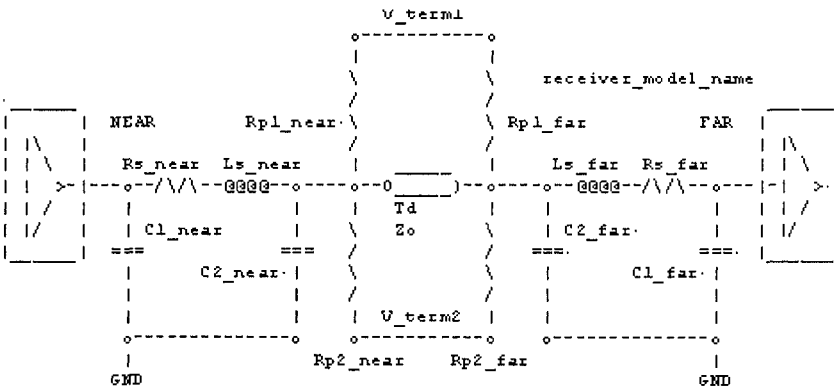 V_term1
receiver_model_name
NEAR Rp1_near Rp1_far FAR
Rs_near Ls_near Ls_far Rs_far
Td
C1_near Zo C2_far
C2_near C1_far
V_term2
Rp2_near Rp2_far
GND GND